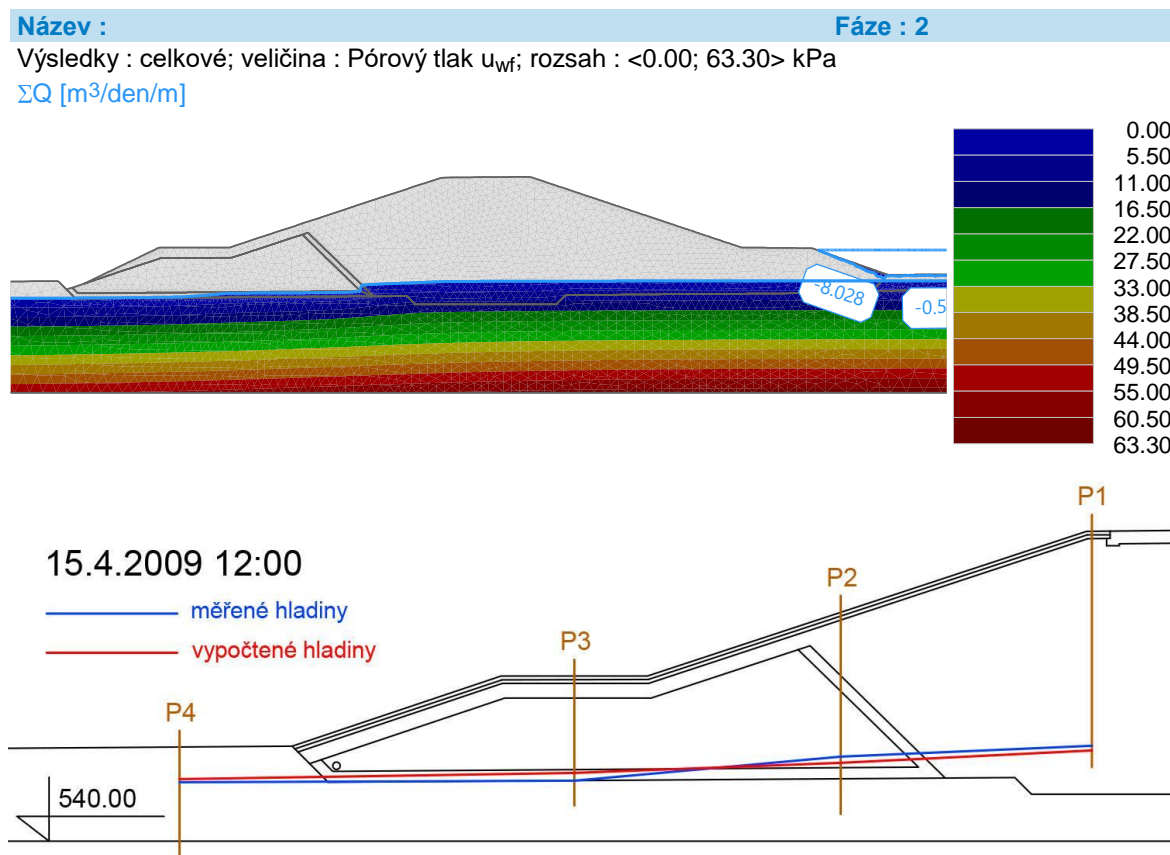 Název : Fáze : 2
Výsledky : celkové; veličina : Pórový tlak uwf; rozsah : <0.00; 63.30> kPa
ΣQ [m3/den/m]
0.00
5.50
11.00
16.50
22.00
27.50
33.00
38.50
44.00
49.50
55.00
60.50
63.30
-8.028
-0.5
P1
15.4.2009 12:00
P2
měřené hladiny
P3
vypočtené hladiny
P4
540.00